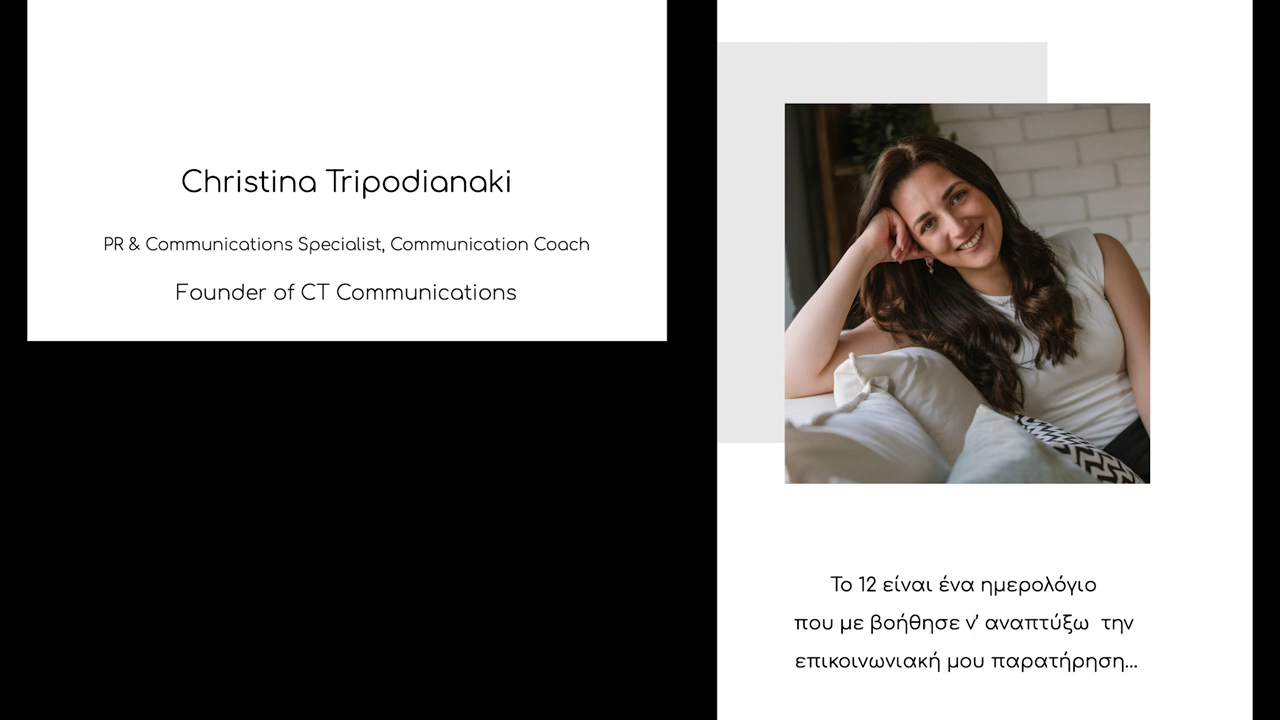 Christina Tripodianaki
PR & Communications Specialist, Communication Coach
Founder of CT Communications
Το 12 είναι ένα ημερολόγιο
που με βοήθησε ν’ αναπτύξω την
επικοινωνιακή μου παρατήρηση...